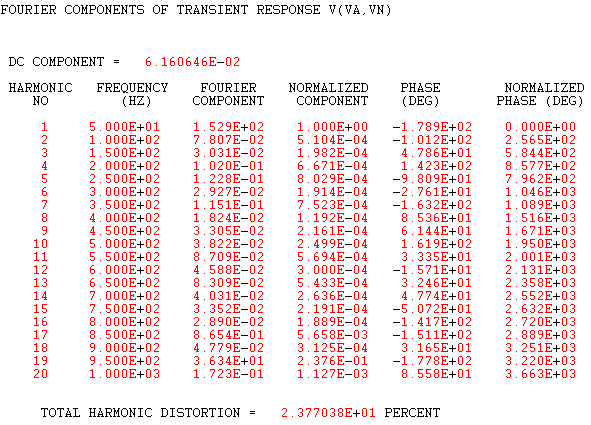 FOURIER COMPONENTS OF TRANSIENT RESPONSE V(VA,VN)
DC COMPONENT = 6.160646E-02
HARMONIC FREQUENCY FOURIER NORMALIZED PHASE NORMALIZED
NO (HZ) COMPONENT COMPONENT (DEG) PHASE (DEG)
1 5.000E+01 1.529E+02 1.000E+00 -1.789E+02 0.000E+00
2 1.000E+02 7.807E-02 5.104E-04 -1.012E+02 2.565E+02
3 1.500E+02 3.031E-02 1.982E-04 4.786E+01 5.844E+02
4 2.000E+02 1.020E-01 6.671E-04 1.423E+02 8.577E+02
5 2.500E+02 1.228E-01 8.029E-04 -9.809E+01 7.962E+02
6 3.000E+02 2.927E-02 1.914E-04 -2.761E+01 1.046E+03
7 3.500E+02 1.151E-01 7.523E-04 -1.632E+02 1.089E+03
8 4.000E+02 1.824E-02 1.192E-04 8.536E+01 1.516E+03
9 4.500E+02 3.305E-02 2.161E-04 6.144E+01 1.671E+03
10 5.000E+02 3.822E-02 2.499E-04 1.619E+02 1.950E+03
11 5.500E+02 8.709E-02 5.694E-04 3.335E+01 2.001E+03
12 6.000E+02 4.588E-02 3.000E-04 -1.571E+01 2.131E+03
13 6.500E+02 8.309E-02 5.433E-04 3.246E+01 2.358E+03
14 7.000E+02 4.031E-02 2.636E-04 4.774E+01 2.552E+03
15 7.500E+02 3.352E-02 2.191E-04 -5.072E+01 2.632E+03
16 8.000E+02 2.890E-02 1.889E-04 -1.417E+02 2.720E+03
17 8.500E+02 8.654E-01 5.658E-03 -1.511E+02 2.889E+03
18 9.000E+02 4.779E-02 3.125E-04 3.165E+01 3.251E+03
19 9.500E+02 3.634E+01 2.376E-01 -1.778E+02 3.220E+03
20 1.000E+03 1.723E-01 1.127E-03 8.558E+01 3.663E+03
TOTAL HARMONIC DISTORTION = 2.377038E+01 PERCENT